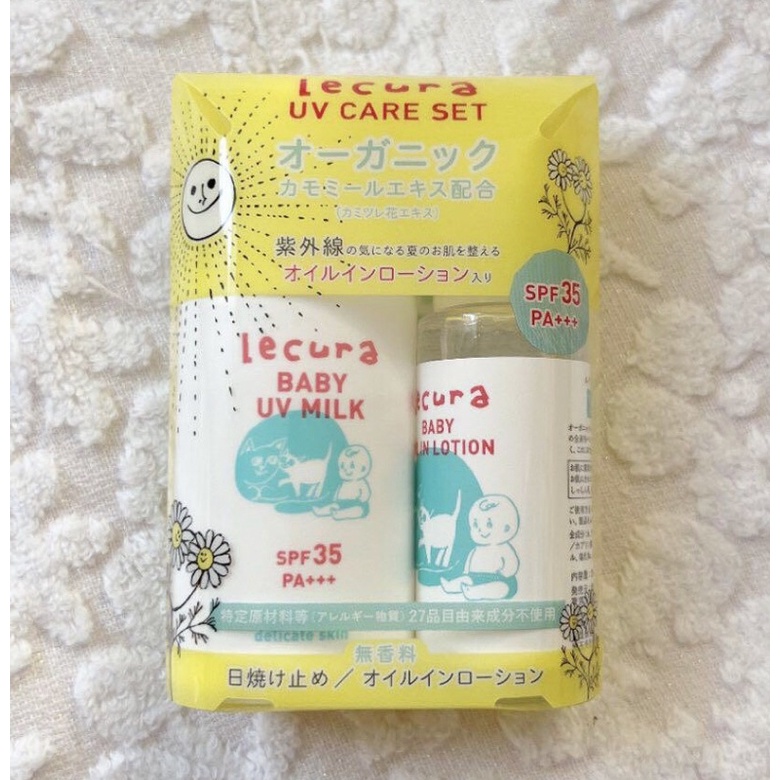 lecura
UV CARE SET
オーガニック
カモミールエキス配合
(カミツレ花エキス)
紫外線の気になる夏のお肌を整える
オイルインローション入り
SPF35
PA+++
lecura
BABY
UV MILK
SPF35
PA+++
ecura
BABY
IN LOTION
特定原材料等(アレルギー物質)27品目由来成分不使用
delicate skin
無香料
日焼け止め/オイルインローション